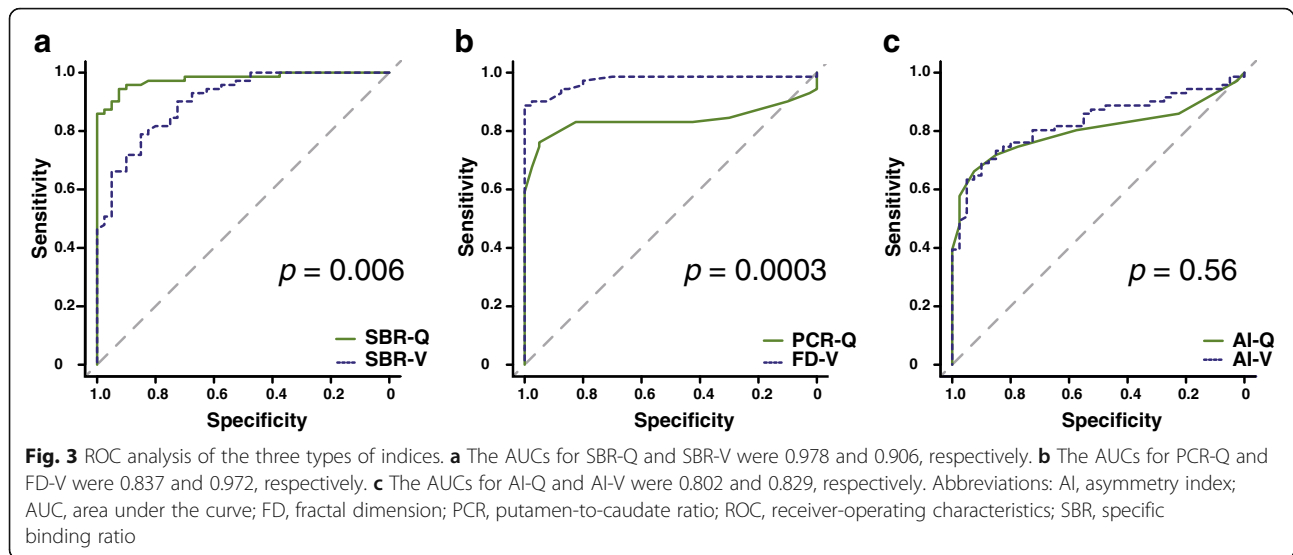 a
b
c
Sensitivity
1.0
0.8
0.6
0.4
0.2
0
p = 0.006
SBR-Q
SBR-V
1.0 0.8 0.6 0.4 0.2 0
Specificity
Sensitivity
1.0
0.8
0.6
0.4
0.2
0
p = 0.0003
PCR-Q
FD-V
1.0 0.8 0.6 0.4 0.2 0
Specificity
Sensitivity
1.0
0.8
0.6
0.4
0.2
0
p = 0.56
AI-Q
AI-V
1.0 0.8 0.6 0.4 0.2 0
Specificity
Fig. 3 ROC analysis of the three types of indices. a The AUCs for SBR-Q and SBR-V were 0.978 and 0.906, respectively. b The AUCs for PCR-Q and
FD-V were 0.837 and 0.972, respectively. c The AUCs for AI-Q and AI-V were 0.802 and 0.829, respectively. Abbreviations: AI, asymmetry index;
AUC, area under the curve; FD, fractal dimension; PCR, putamen-to-caudate ratio; ROC, receiver-operating characteristics; SBR, specific
binding ratio